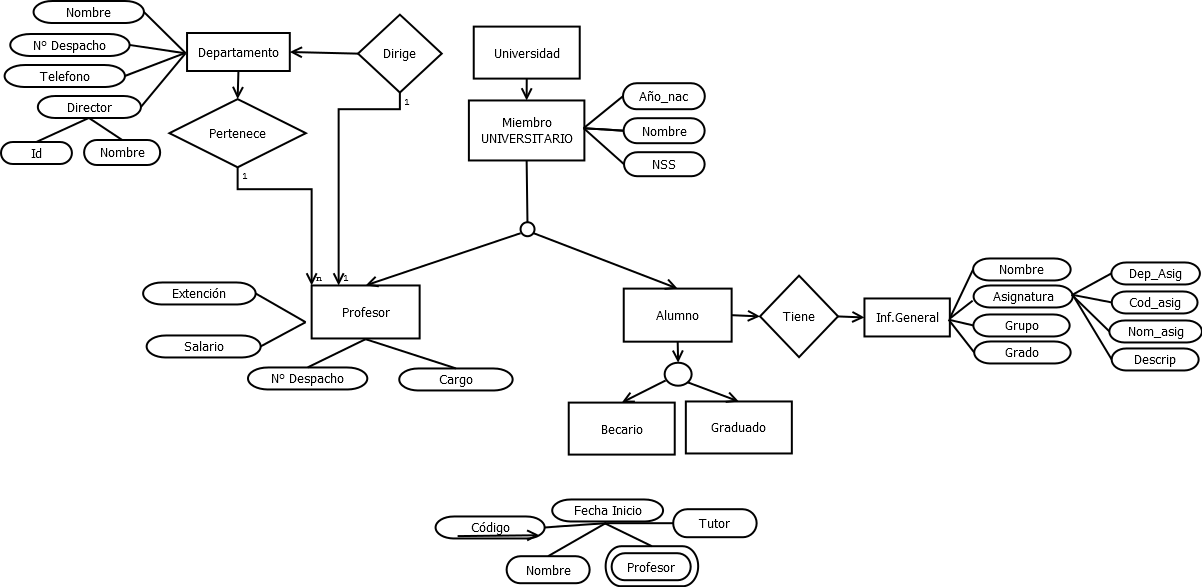 Nombre
Nº Despacho
Telefono
Director
Id
Nombre
Departamento
Dirige
1
Pertenece
1
Universidad
Miembro
UNIVERSITARIO
Año_nac
Nombre
NSS
n
1
Extención
Salario
Profesor
Nº Despacho
Cargo
Alumno
Tiene
Inf.General
Nombre
Asignatura
Grupo
Grado
Dep_Asig
Cod_asig
Nom_asig
Descrip
Becario
Graduado
Fecha Inicio
Código
Tutor
Nombre
Profesor